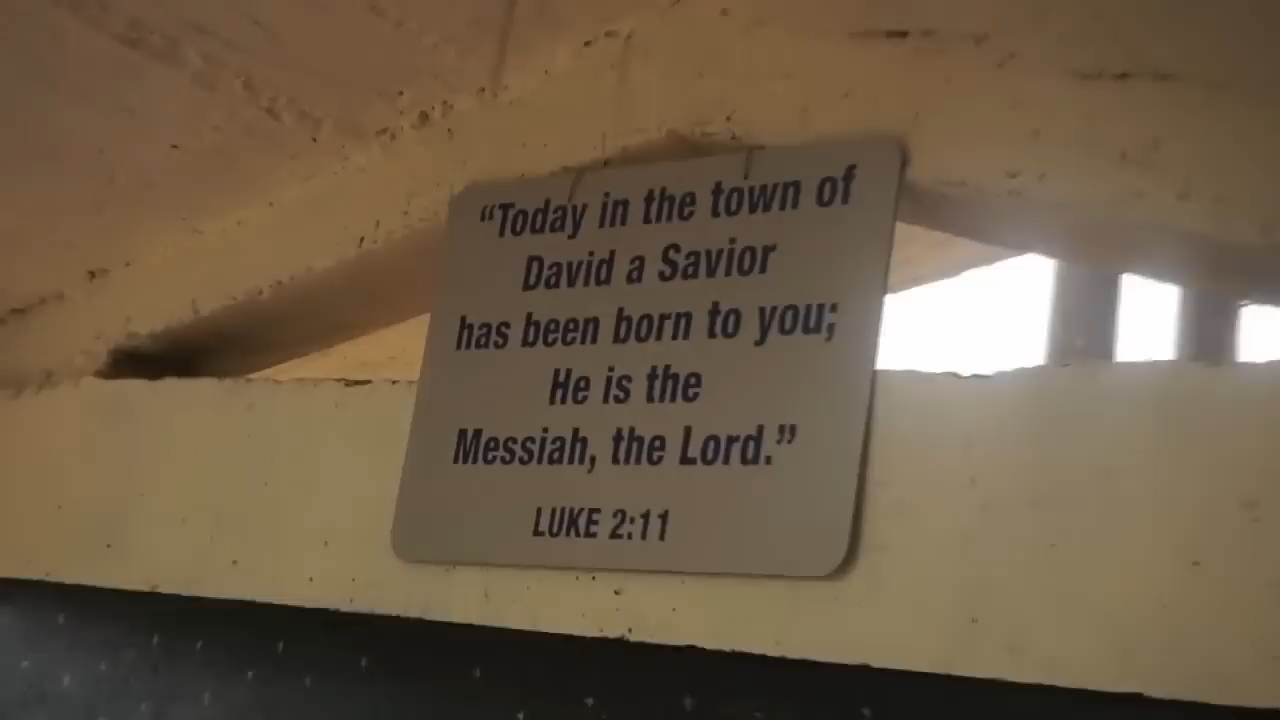 “Today in the town of
David a Savior
has been born to you;
He is the
Messiah, the Lord.”
LUKE 2:11